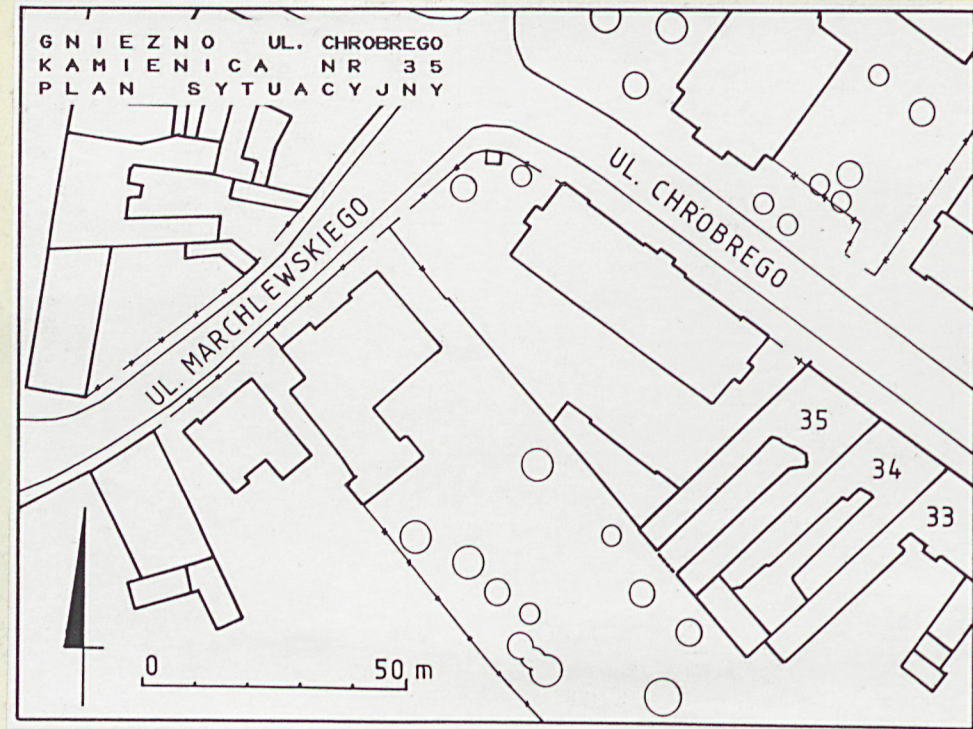 GNIEZNO UL. CHROBREGO
KAMIENICA NR 35
PLAN SYTUACYJNY
UL. CHROBREGO
UL. MARCHLEWSKIEGO
35
34
33
0 50 m